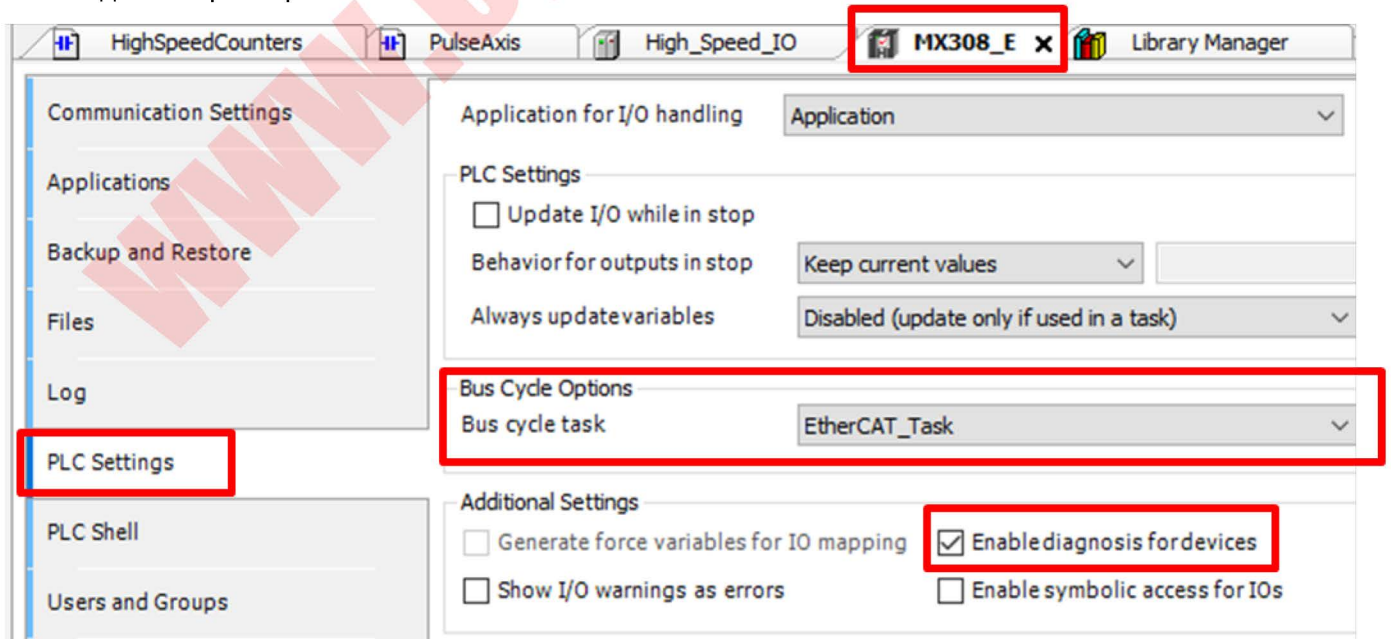 HighSpeedCounters PulseAxis High_Speed_IO MX308_E x Library Manager
Communication Settings
Applications
Backup and Restore
Files
Log
PLC Settings
PLC Shell
Users and Groups
Application for I/O handling Application
PLC Settings
Update I/O while in stop
Behavior for outputs in stop Keep current values
Always update variables Disabled (update only if used in a task)
Bus Cycle Options
Bus cycle task EtherCAT_Task
Additional Settings
Generate force variables for IO mapping Enable diagnosis for devices
Show I/O warnings as errors Enable symbolic access for IOs
www.